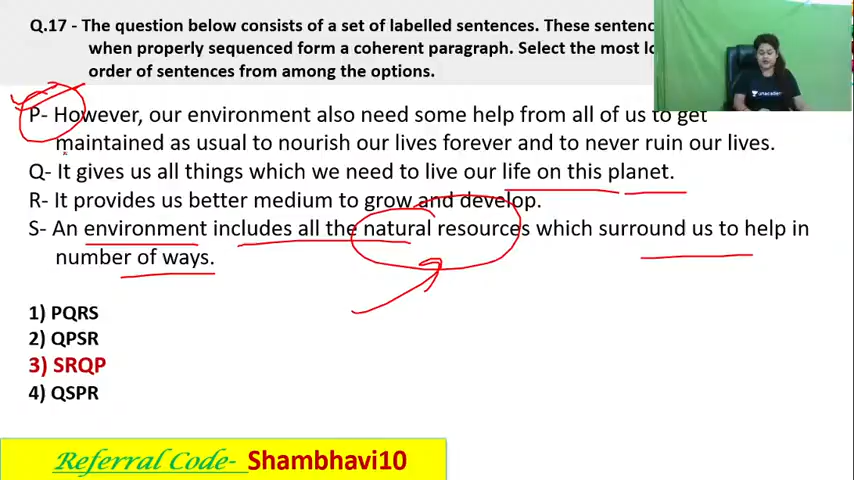 Q.17 - The question below consists of a set of labelled sentences. These sentenc
when properly sequenced form a coherent paragraph. Select the most lo
order of sentences from among the options.
P- However, our environment also need some help from all of us to get
maintained as usual to nourish our lives forever and to never ruin our lives.
Q- It gives us all things which we need to live our life on this planet.
R- It provides us better medium to grow and develop.
S- An environment includes all the natural resources which surround us to help in
number of ways.
1) PQRS
2) QPSR
3) SRQP
4) QSPR
Referral Code- Shambhavi10